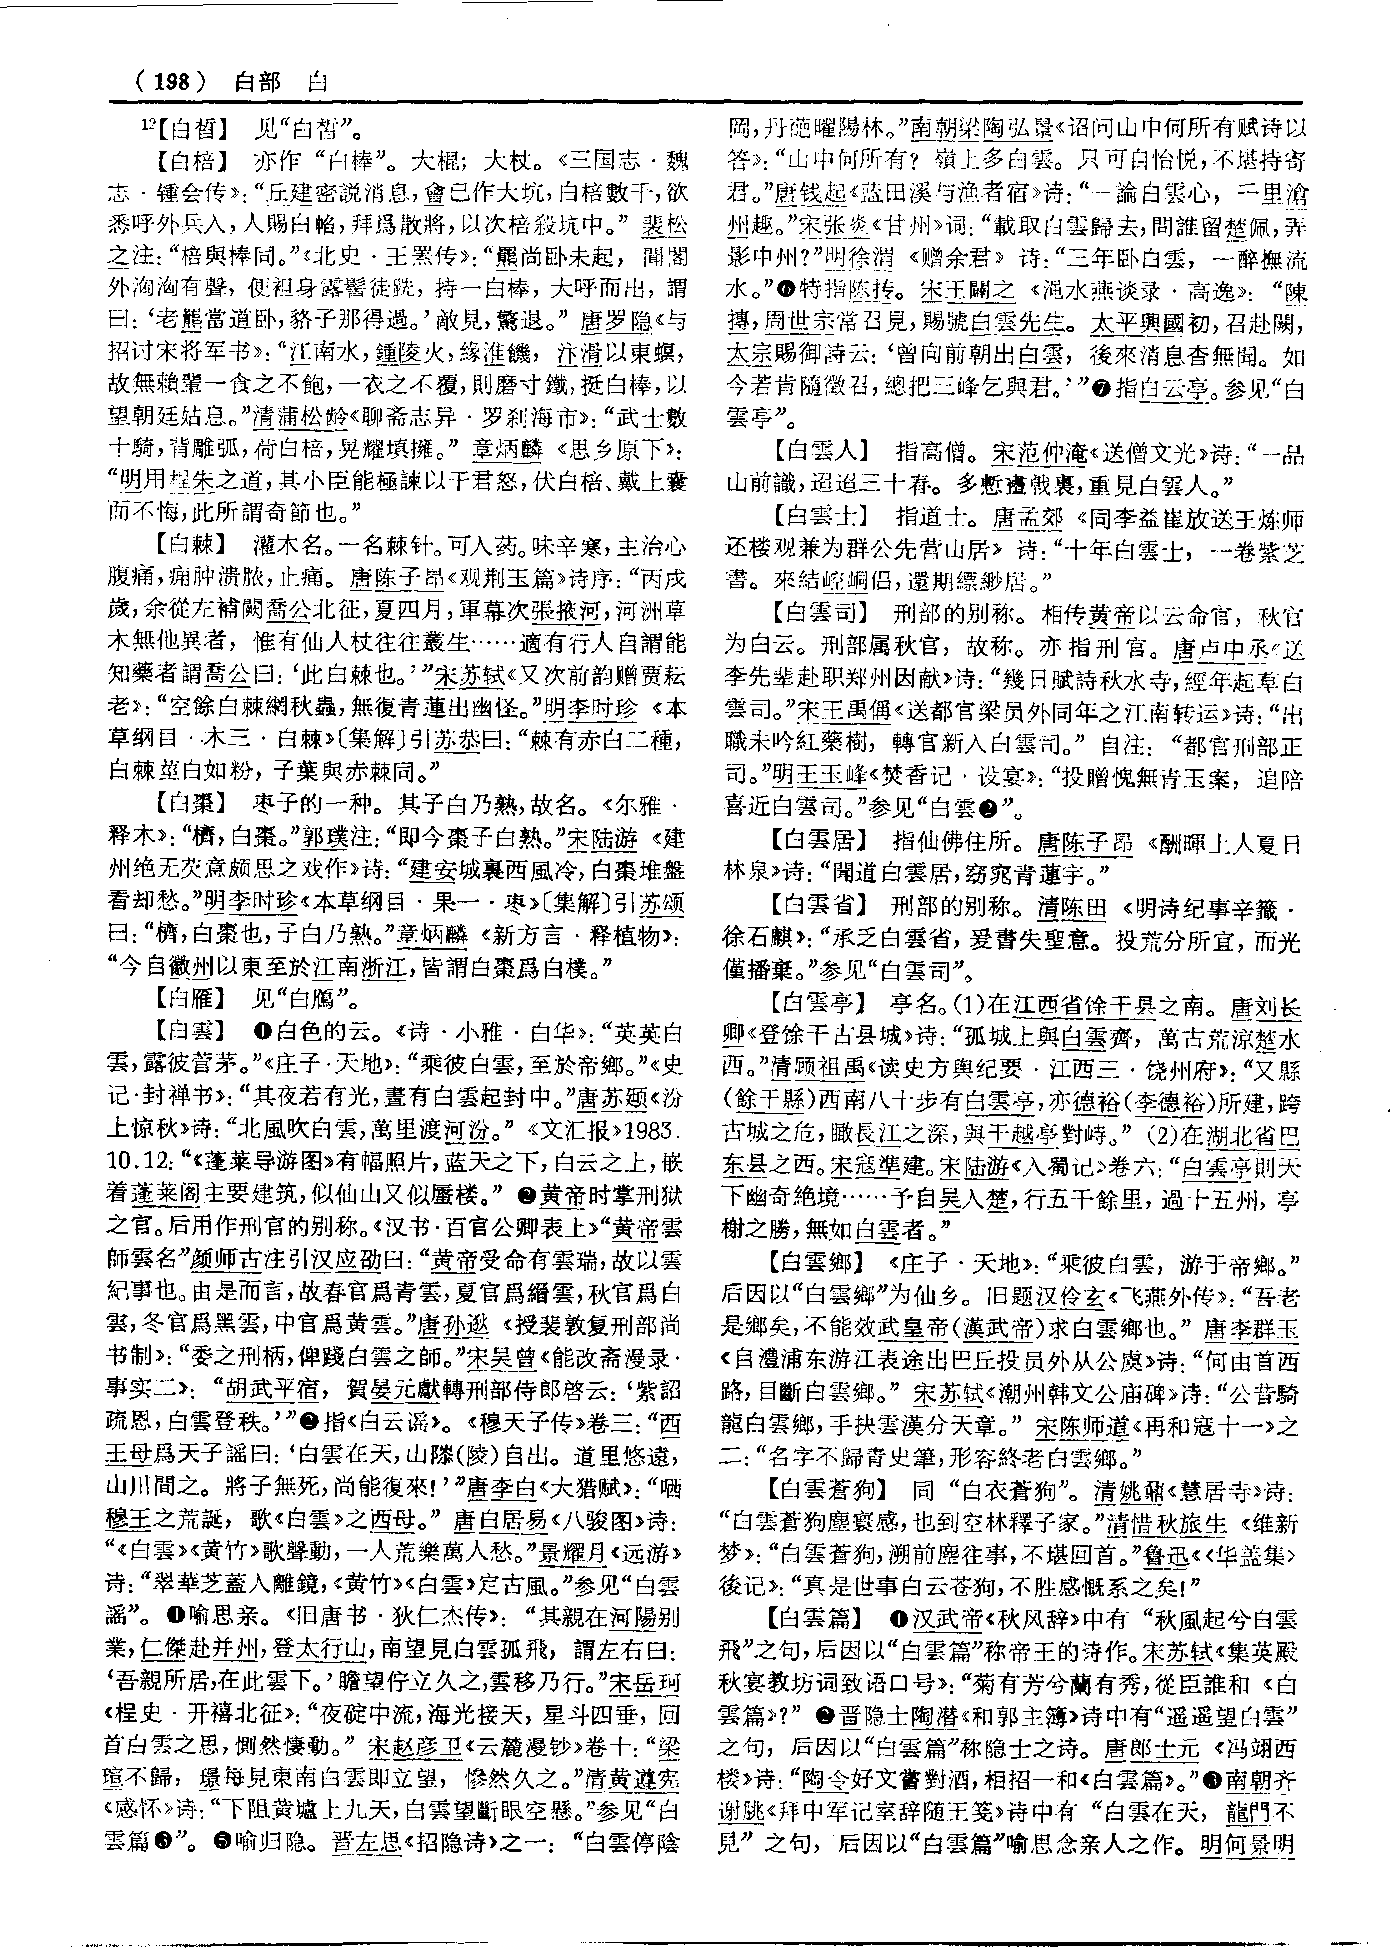 （198） 白部 白
¹²【白晳】 见“白皙”。
【白棓】 亦作“白棒”。大棍；大杖。《三国志·魏
志·锺会传》：“丘建密説消息，會已作大坑，白棓數千，欲
悉呼外兵入，人賜白㡊，拜爲散將，以次棓殺坑中。” 裴松
之注：“棓與棒同。”《北史·王罴传》：“羆尚卧未起， 聞閤
外洶洶有聲，便袒身露髻徒跣，持一白棒，大呼而出，謂
曰：‘老羆當道卧，貉子那得過。’敵見，驚退。” 唐罗隐《与
招讨宋将军书》：“江南水，鍾陵火，缘淮饑， 汴滑以東螟，
故無賴輩一食之不飽，一衣之不覆，則磨寸鐵，挺白棒，以
望朝廷姑息。”清蒲松龄《聊斋志异·罗刹海市》：“武士數
十騎，背雕弧，荷白棓，晃耀填擁。” 章炳麟 《思乡原下》：
“明用程朱之道，其小臣能極諫以干君怒，伏白棓、戴上囊
而不悔，此所謂奇節也。”
【白棘】 灌木名。一名棘针。可入药。味辛寒，主治心
腹痛，痈肿溃脓，止痛。唐陈子昂《观荆玉篇》诗序：“丙戌
歲，余從左補闕喬公北征，夏四月，軍幕次張掖河，河洲草
木無他異者， 惟有仙人杖往往叢生……適有行人自謂能
知藥者謂喬公曰：‘此白棘也。’”宋苏轼《又次前韵赠贾耘
老》：“空餘白棘網秋蟲，無復青蓮出幽怪。”明李时珍 《本
草纲目·木三·白棘》〔集解〕引苏恭曰：“棘有赤白二種，
白棘莖白如粉，子葉與赤棘同。”
【白棗】 枣子的一种。其子白乃熟，故名。《尔雅·
释木》：“櫅，白棗。”郭璞注：“即今棗子白熟。”宋陆游 《建
州绝无芡意颇思之戏作》诗：“建安城裏西風冷，白棗堆盤
看却愁。”明李时珍《本草纲目·果一·枣》〔集解〕引苏颂
曰：“櫅，白棗也，子白乃熟。”章炳麟 《新方言·释植物》：
“今自徽州以東至於江南浙江，皆謂白棗爲白樸。”
【白雁】 见“白鴈”。
【白雲】 ❶白色的云。《诗·小雅·白华》：“英英白
雲，露彼菅茅。”《庄子·天地》：“乘彼白雲，至於帝鄉。”《史
记·封禅书》：“其夜若有光，晝有白雲起封中。”唐苏颋《汾
上惊秋》诗：“北風吹白雲，萬里渡河汾。” 《文汇报》1983.
10.12：“《蓬莱导游图》有幅照片，蓝天之下，白云之上，嵌
着蓬莱阁主要建筑，似仙山又似蜃楼。” ❷黄帝时掌刑狱
之官。后用作刑官的别称。《汉书·百官公卿表上》“黄帝雲
師雲名”颜师古注引汉应劭曰：“黄帝受命有雲瑞，故以雲
紀事也。由是而言，故春官爲青雲，夏官爲縉雲，秋官爲白
雲，冬官爲黑雲，中官爲黄雲。”唐孙逖 《授裴敦复刑部尚
书制》：“委之刑柄，俾踐白雲之師。”宋吴曾《能改斋漫录·
事实二》： “胡武平宿， 賀晏元獻轉刑部侍郎啓云：‘紫詔
疏恩，白雲登秩。’”❸指《白云谣》。《穆天子传》卷三：“西
王母爲天子謡曰：‘白雲在天，山䧙(陵)自出。道里悠遠，
山川間之。將子無死，尚能復來！’”唐李白《大猎赋》：“哂
穆王之荒誕，歌《白雲》之西母。” 唐白居易《八骏图》诗：
“《白雲》《黄竹》歌聲動，一人荒樂萬人愁。”景耀月《远游》
诗：“翠華芝蓋入離鏡，《黄竹》《白雲》定古風。”参见“白雲
謡”。 ❹喻思亲。《旧唐书·狄仁杰传》： “其親在河陽别
業，仁傑赴并州，登太行山，南望見白雲孤飛， 謂左右曰：
‘吾親所居，在此雲下。’瞻望佇立久之，雲移乃行。”宋岳珂
《桯史·开禧北征》：“夜碇中流，海光接天，星斗四垂，回
首白雲之思，惻然悽動。” 宋赵彦卫《云麓漫钞》卷十：“梁
瑄不歸， 璟每見東南白雲即立望， 慘然久之。”清黄遵宪
《感怀》诗：“下阻黄壚上九天，白雲望斷眼空懸。”参见“白
雲篇❸”。 ❺喻归隐。晋左思《招隐诗》之一：“白雲停陰
岡，丹葩曜陽林。”南朝梁陶弘景《诏问山中何所有赋诗以
答》：“山中何所有？嶺上多白雲。只可自怡悦，不堪持寄
君。”唐钱起《蓝田溪与渔者宿》诗：“一論白雲心，千里滄
州趣。”宋张炎《甘州》词：“載取白雲歸去，問誰留楚佩，弄
影中州？”明徐渭 《赠余君》 诗：“三年卧白雲，一醉撫流
水。”❻特指陈抟。宋王闢之 《渑水燕谈录·高逸》： “陳
摶，周世宗常召見，賜號白雲先生。太平興國初，召赴闕，
太宗賜御詩云：‘曾向前朝出白雲，後來消息杳無聞。如
今若肯隨徵召，總把三峰乞與君。’”❼指白云亭。参见“白
雲亭”。
【白雲人】 指高僧。宋范仲淹《送僧文光》诗：“一品
山前識，迢迢三十春。多慙遭戟裹，重見白雲人。”
【白雲士】 指道士。唐孟郊 《同李益崔放送王炼师
还楼观兼为群公先营山居》 诗：“十年白雲士，一卷紫芝
書。來結崆峒侣，還期縹緲居。”
【白雲司】 刑部的别称。相传黄帝以云命官，秋官
为白云。刑部属秋官，故称。亦指刑官。唐卢中丞《送
李先辈赴职郑州因献》诗：“幾日賦詩秋水寺，經年起草白
雲司。”宋王禹偁《送都官梁员外同年之江南转运》诗：“出
職未吟紅藥樹，轉官新入白雲司。” 自注：“都官刑部正
司。”明王玉峰《焚香记·设宴》：“投贈愧無青玉案，追陪
喜近白雲司。”参见“白雲❷”。
【白雲居】 指仙佛住所。唐陈子昂 《酬晖上人夏日
林泉》诗：“聞道白雲居，窈窕青蓮宇。”
【白雲省】 刑部的别称。清陈田 《明诗纪事辛籤·
徐石麒》：“承乏白雲省，爰書失聖意。投荒分所宜，而光
僅播棄。”参见“白雲司”。
【白雲亭】 亭名。(1)在江西省馀干县之南。唐刘长
卿《登馀干古县城》诗：“孤城上與白雲齊，萬古荒涼楚水
西。”清顾祖禹《读史方舆纪要·江西三·饶州府》：“又縣
(餘干縣)西南八十步有白雲亭，亦德裕(李德裕)所建，跨
古城之危，瞰長江之深，與干越亭對峙。” (2)在湖北省巴
东县之西。宋寇準建。宋陆游《入蜀记》卷六：“白雲亭則天
下幽奇絶境……予自吴入楚，行五千餘里，過十五州，亭
榭之勝，無如白雲者。”
【白雲鄉】 《庄子·天地》：“乘彼白雲，游于帝鄉。”
后因以“白雲鄉”为仙乡。旧题汉伶玄《飞燕外传》：“吾老
是鄉矣，不能效武皇帝(漢武帝)求白雲鄉也。” 唐李群玉
《自澧浦东游江表途出巴丘投员外从公虞》诗：“何由首西
路，目斷白雲鄉。” 宋苏轼《潮州韩文公庙碑》诗：“公昔騎
龍白雲鄉，手抉雲漢分天章。” 宋陈师道《再和寇十一》之
二：“名字不歸青史筆，形容終老白雲鄉。”
【白雲蒼狗】 同 “白衣蒼狗”。清姚鼐《慧居寺》诗：
“白雲蒼狗塵寰感，也到空林釋子家。”清惜秋旅生 《维新
梦》：“白雲蒼狗，溯前塵往事，不堪回首。”鲁迅《〈华盖集〉
後记》：“真是世事白云苍狗，不胜感慨系之矣！”
【白雲篇】 ❶汉武帝《秋风辞》中有 “秋風起兮白雲
飛”之句，后因以“白雲篇”称帝王的诗作。宋苏轼《集英殿
秋宴教坊词致语口号》：“菊有芳兮蘭有秀，從臣誰和 《白
雲篇》？” ❷晋隐士陶潜《和郭主簿》诗中有“遥遥望白雲”
之句，后因以“白雲篇”称隐士之诗。唐郎士元 《冯翊西
楼》诗：“陶令好文嘗對酒，相招一和《白雲篇》。”❸南朝齐
谢朓《拜中军记室辞随王笺》诗中有 “白雲在天，龍門不
見” 之句，后因以“白雲篇”喻思念亲人之作。明何景明